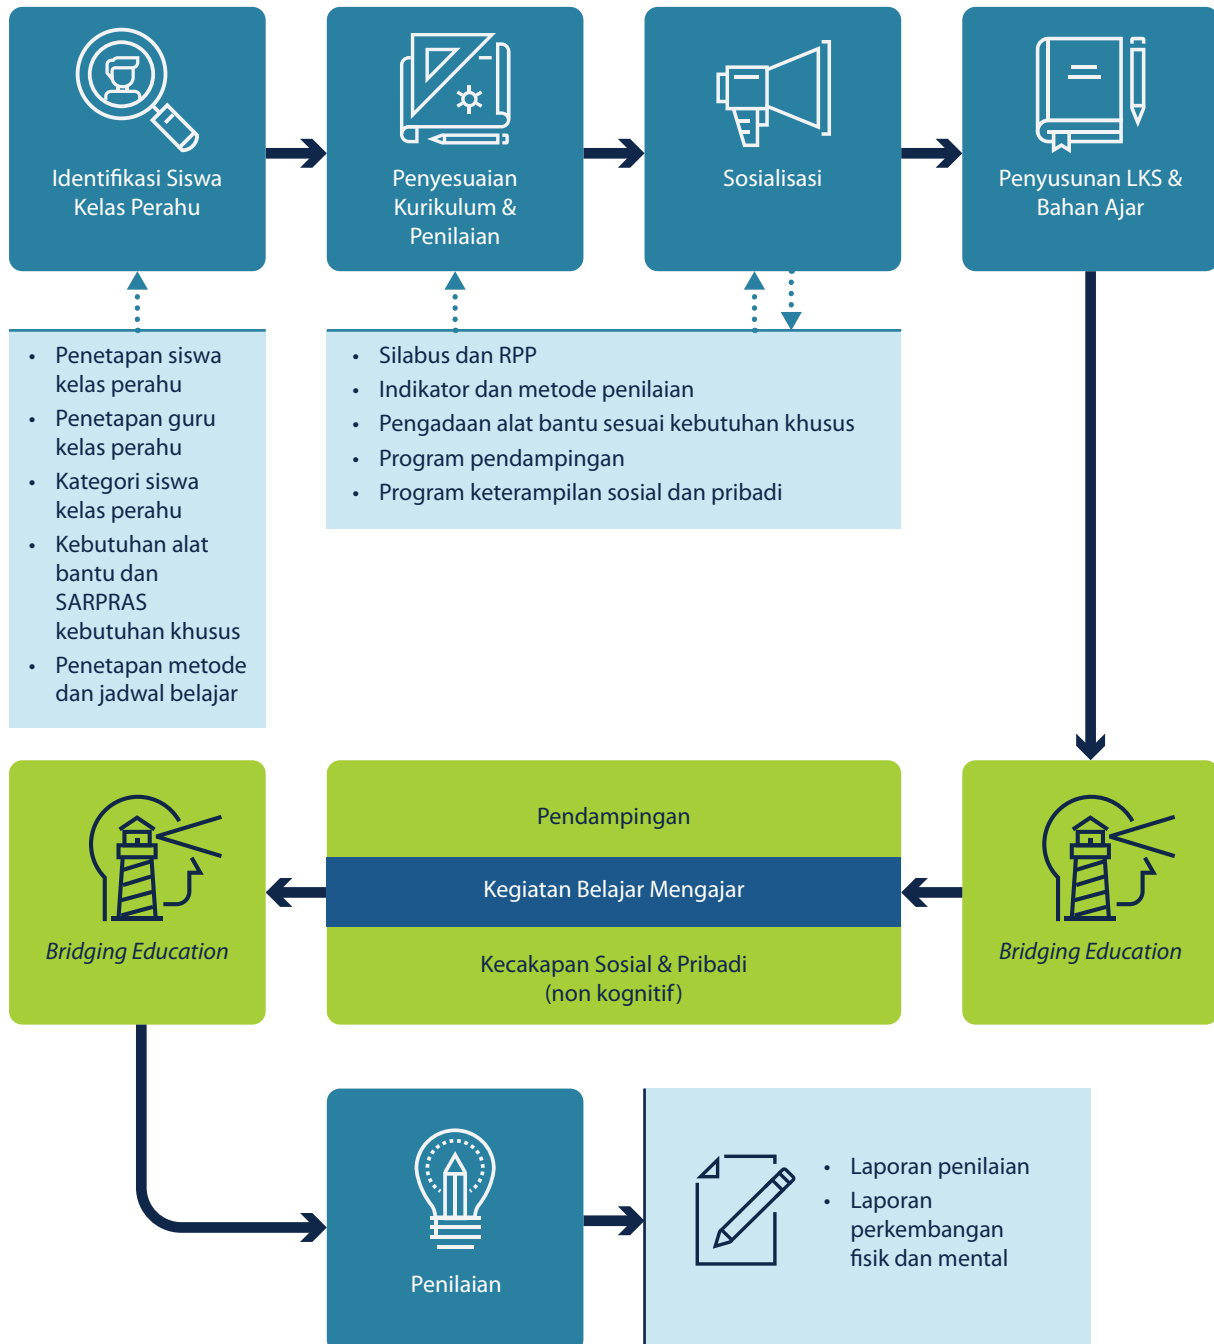 Identifikasi Siswa
Kelas Perahu
Penyesuaian
Kurikulum &
Penilaian
Sosialisasi
Penyusunan LKS &
Bahan Ajar
• Penetapan siswa
kelas perahu
• Penetapan guru
kelas perahu
• Kategori siswa
kelas perahu
• Kebutuhan alat
bantu dan
SARPRAS
kebutuhan khusus
• Penetapan metode
dan jadwal belajar
• Silabus dan RPP
• Indikator dan metode penilaian
• Pengadaan alat bantu sesuai kebutuhan khusus
• Program pendampingan
• Program keterampilan sosial dan pribadi
Bridging Education
Pendampingan
Kegiatan Belajar Mengajar
Kecakapan Sosial & Pribadi
(non kognitif)
Bridging Education
Penilaian
• Laporan penilaian
• Laporan
perkembangan
fisik dan mental